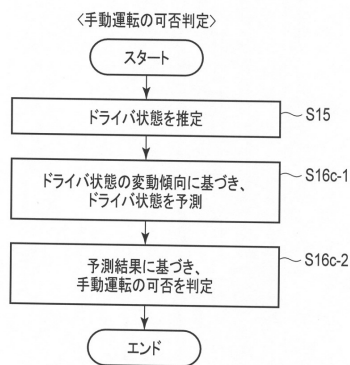 〈手動運転の可否判定〉
スタート
ドライバ状態を推定
S15
ドライバ状態の変動傾向に基づき、
ドライバ状態を予測
S16c-1
予測結果に基づき、
手動運転の可否を判定
S16c-2
エンド